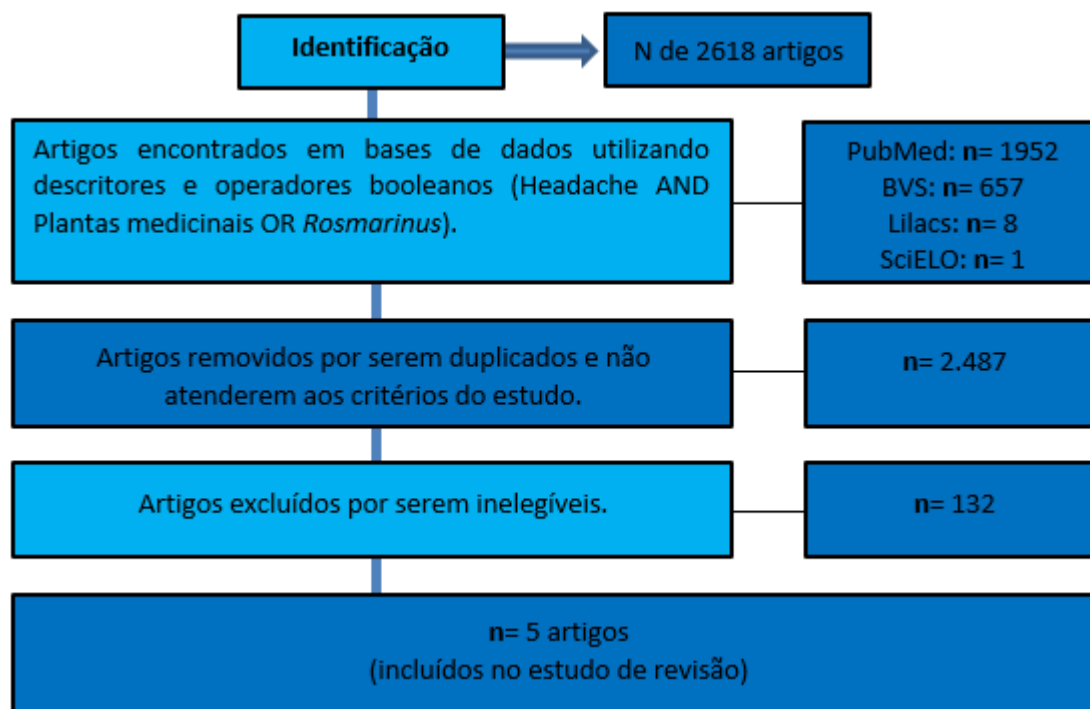 Identificação
N de 2618 artigos
Artigos encontrados em bases de dados utilizando
descritores e operadores booleanos (Headache AND
Plantas medicinais OR Rosmarinus).
PubMed: n= 1952
BVS: n= 657
Lilacs: n= 8
SciELO: n= 1
Artigos removidos por serem duplicados e não
atenderem aos critérios do estudo.
n= 2.487
Artigos excluídos por serem inelegíveis.
n= 132
n= 5 artigos
(incluídos no estudo de revisão)